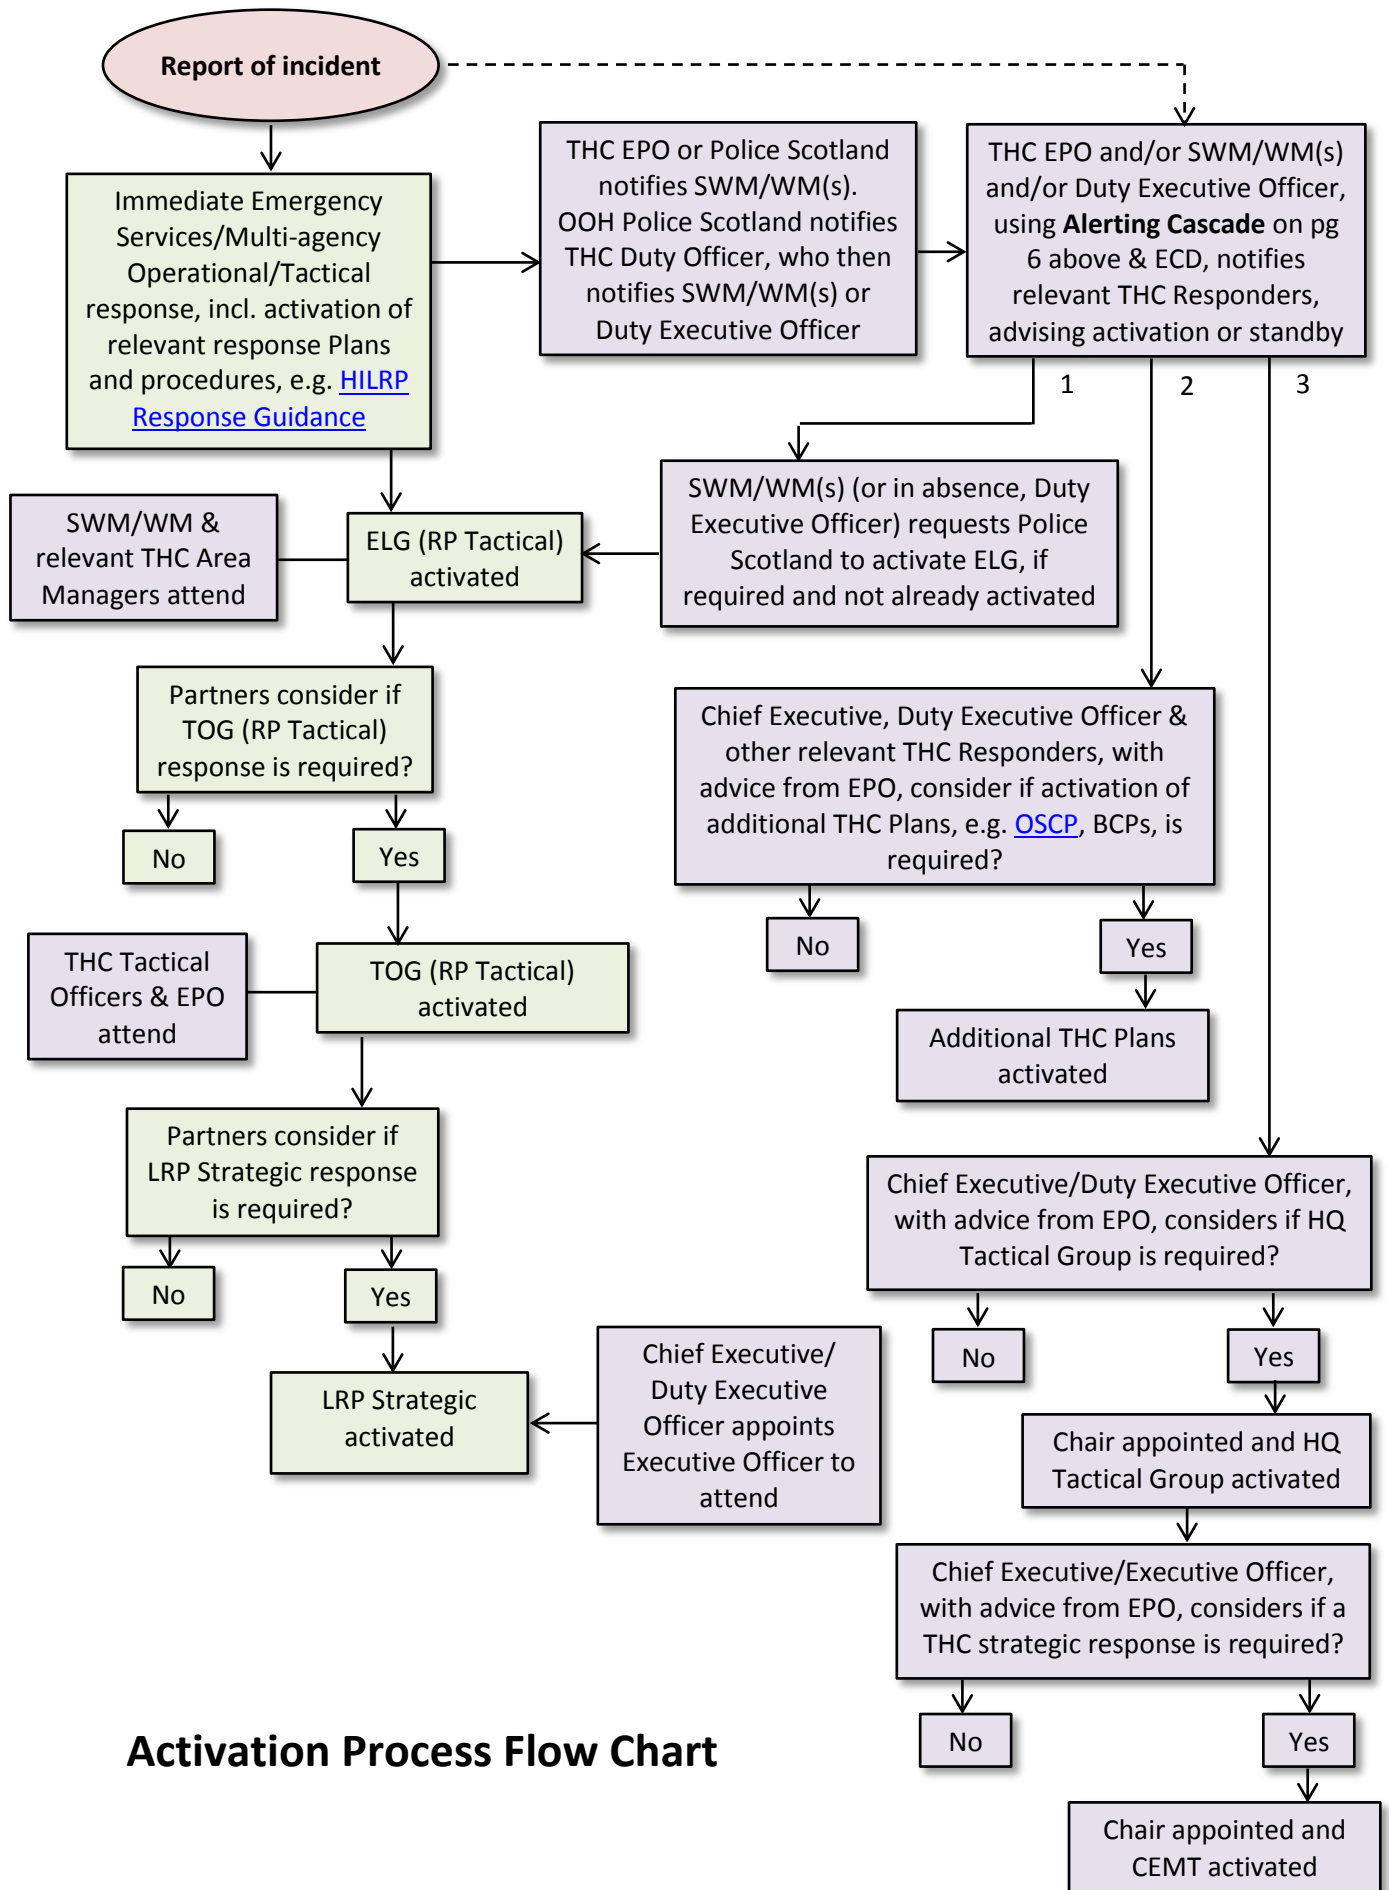 Report of incident
Immediate Emergency
Services/Multi-agency
Operational/Tactical
response, incl. activation of
relevant response Plans
and procedures, e.g. HILRP
Response Guidance
THC EPO or Police Scotland
notifies SWM/WM(s).
OOH Police Scotland notifies
THC Duty Officer, who then
notifies SWM/WM(s) or
Duty Executive Officer
THC EPO and/or SWM/WM(s)
and/or Duty Executive Officer,
using Alerting Cascade on pg
6 above & ECD, notifies
relevant THC Responders,
advising activation or standby
1
2
3
SWM/WM &
relevant THC Area
Managers attend
ELG (RP Tactical)
activated
SWM/WM(s) (or in absence, Duty
Executive Officer) requests Police
Scotland to activate ELG, if
required and not already activated
Partners consider if
TOG (RP Tactical)
response is required?
No
Yes
Chief Executive, Duty Executive Officer &
other relevant THC Responders, with
advice from EPO, consider if activation of
additional THC Plans, e.g. OSCP, BCPs, is
required?
No
Yes
THC Tactical
Officers & EPO
attend
TOG (RP Tactical)
activated
Additional THC Plans
activated
Partners consider if
LRP Strategic response
is required?
No
Yes
Chief Executive/Duty Executive Officer,
with advice from EPO, considers if HQ
Tactical Group is required?
No
Yes
LRP Strategic
activated
Chief Executive/
Duty Executive
Officer appoints
Executive Officer to
attend
Chair appointed and HQ
Tactical Group activated
Chief Executive/Executive Officer,
with advice from EPO, considers if a
THC strategic response is required?
No
Yes
Activation Process Flow Chart
Chair appointed and
CEMT activated